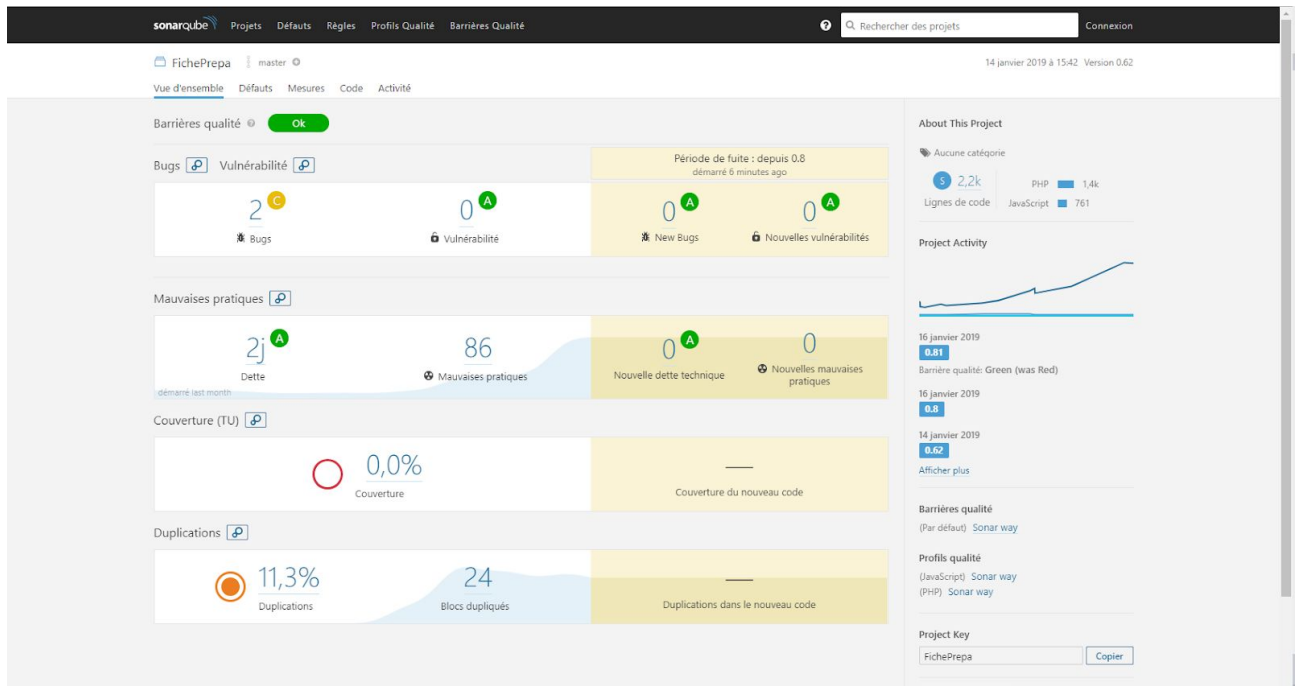 sonarqube Projets Défauts Règles Profils Qualité Barrières Qualité ? Rechercher des projets Connexion
FichePrepa master 14 janvier 2019 à 15:42 Version 0.62
Vue d'ensemble Défauts Mesures Code Activité
Barrières qualité Ok
Bugs Vulnérabilité
Période de fuite : depuis 0.8
démarré 6 minutes ago
2 C
Bugs
0 A
Vulnérabilité
0 A
New Bugs
0 A
Nouvelles vulnérabilités
Mauvaises pratiques
2j A
Dette
86
Mauvaises pratiques
démarré last month
0 A
Nouvelle dette technique
0
Nouvelles mauvaises
pratiques
Couverture (TU)
0,0%
Couverture
—
Couverture du nouveau code
Duplications
11,3%
Duplications
24
Blocs dupliqués
—
Duplications dans le nouveau code
About This Project
Aucune catégorie
S 2,2k
Lignes de code
PHP 1,4k
JavaScript 761
Project Activity
16 janvier 2019
0.81
Barrière qualité: Green (was Red)
16 janvier 2019
0.8
14 janvier 2019
0.62
Afficher plus
Barrières qualité
(Par défaut) Sonar way
Profils qualité
(JavaScript) Sonar way
(PHP) Sonar way
Project Key
FichePrepa Copier